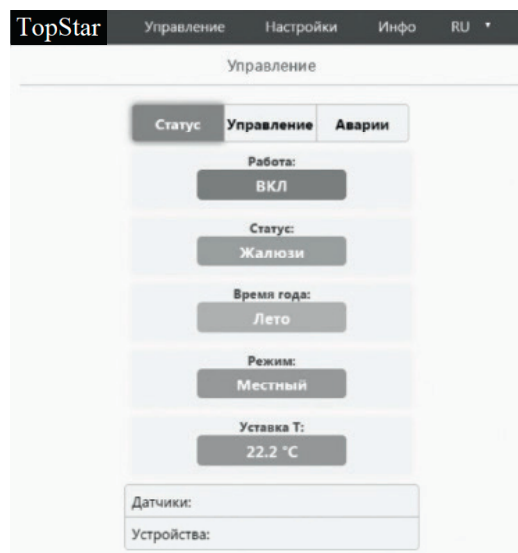 TopStar Управление Настройки Инфо RU
Управление
Статус Управление Аварии
Работа:
ВКЛ
Статус:
Жалюзи
Время года:
Лето
Режим:
Местный
Уставка Т:
22.2 °C
Датчики:
Устройства: